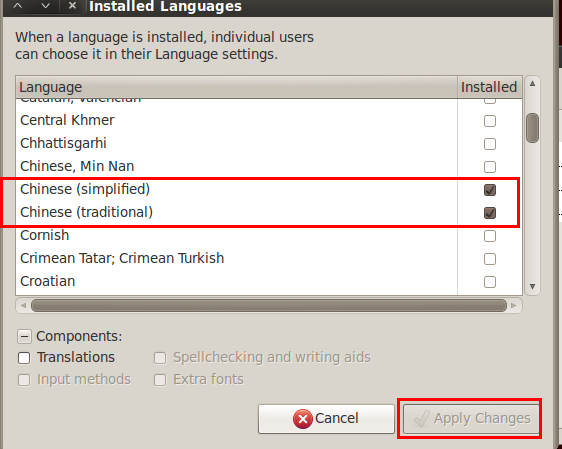 Installed Languages
When a language is installed, individual users
can choose it in their Language settings.
Language Installed
Catalan; Valencian
Central Khmer
Chhattisgarhi
Chinese, Min Nan
Chinese (simplified)
Chinese (traditional)
Cornish
Crimean Tatar; Crimean Turkish
Croatian
Components:
Translations Spellchecking and writing aids
Input methods Extra fonts
Cancel Apply Changes